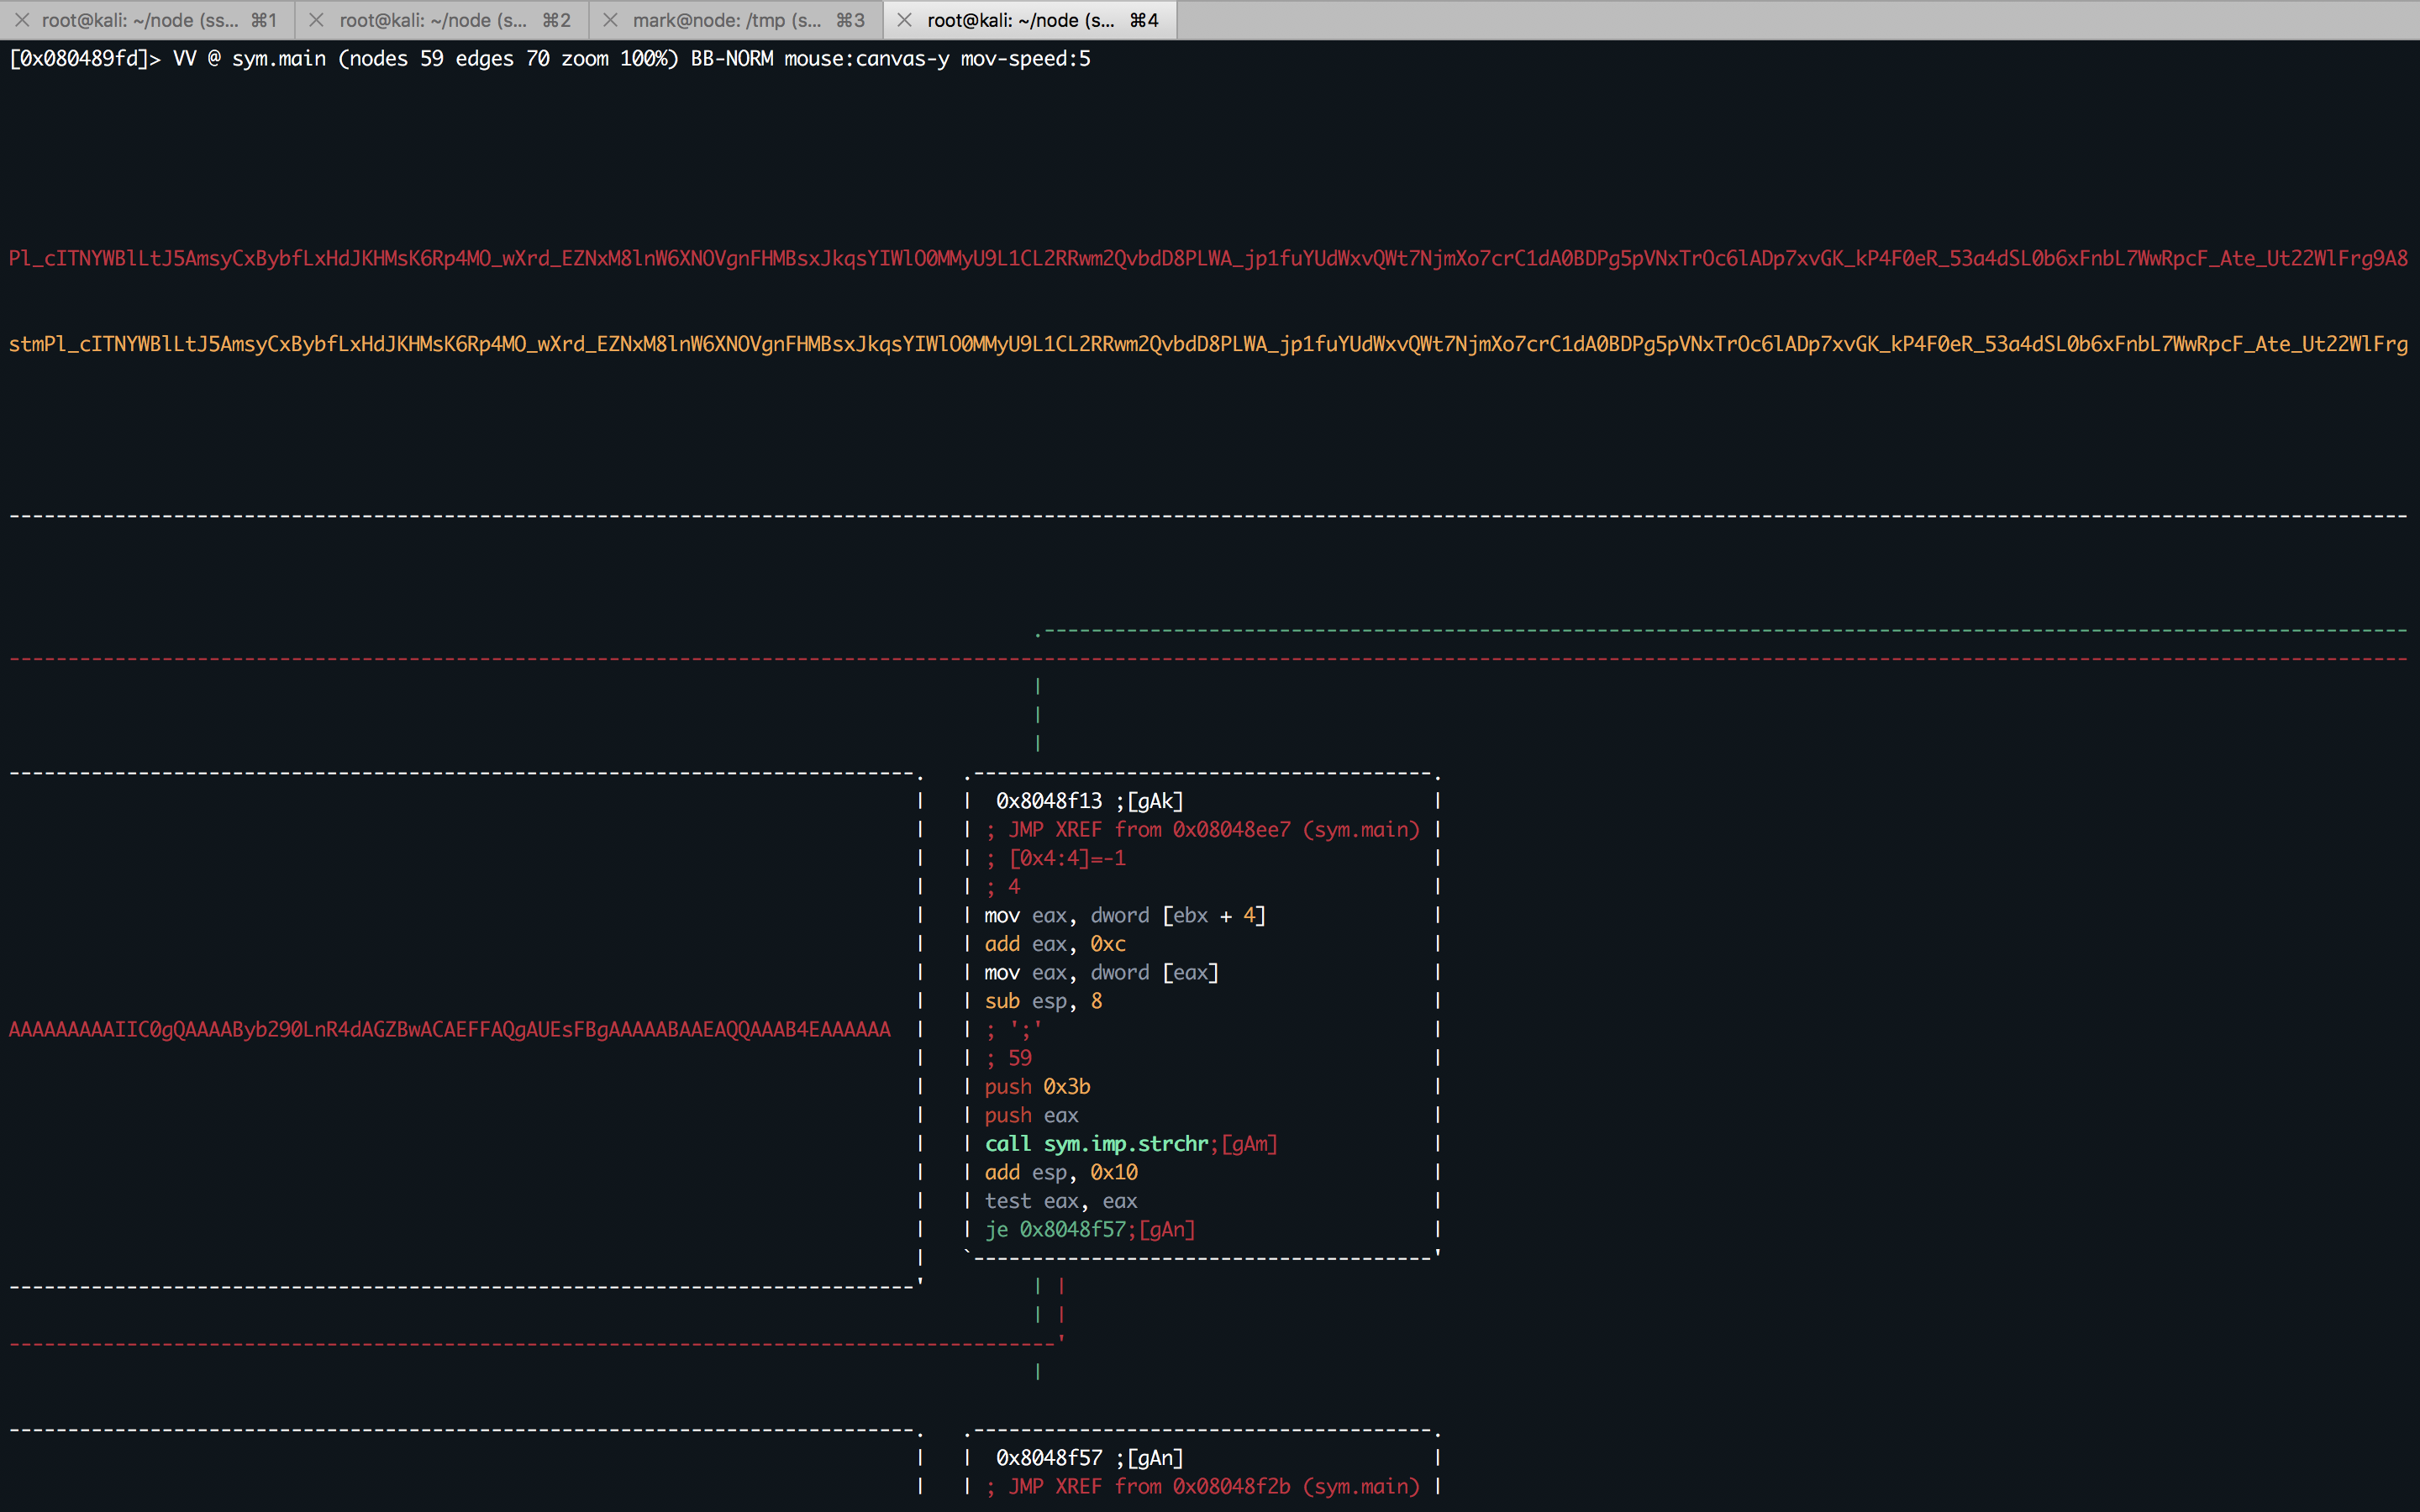 root@kali: ~/node (ss... ⌘1
root@kali: ~/node (s... ⌘2
mark@node: /tmp (s... ⌘3
root@kali: ~/node (s... ⌘4
[0x080489fd]> VV @ sym.main (nodes 59 edges 70 zoom 100%) BB-NORM mouse:canvas-y mov-speed:5
Pl_cITNYWBlLtJ5AmsyCxBybfLxHdJKHMsK6Rp4MO_wXrd_EZNxM8lnW6XNOVgnFHMBsxJkqsYIWlO0MMyU9L1CL2RRwm2QvbdD8PLWA_jp1fuYUdWxvQWt7NjmXo7crC1dA0BDPg5pVNxTrOc6lADp7xvGK_kP4F0eR_53a4dSL0b6xFnbL7WwRpcF_Ate_Ut22WlFrg9A8
stmPl_cITNYWBlLtJ5AmsyCxBybfLxHdJKHMsK6Rp4MO_wXrd_EZNxM8lnW6XNOVgnFHMBsxJkqsYIWlO0MMyU9L1CL2RRwm2QvbdD8PLWA_jp1fuYUdWxvQWt7NjmXo7crC1dA0BDPg5pVNxTrOc6lADp7xvGK_kP4F0eR_53a4dSL0b6xFnbL7WwRpcF_Ate_Ut22WlFrg
0x8048f13 ;[gAk]
; JMP XREF from 0x08048ee7 (sym.main)
; [0x4:4]=-1
; 4
mov eax, dword [ebx + 4]
add eax, 0xc
mov eax, dword [eax]
sub esp, 8
AAAAAAAAAIIC0gQAAAAByb290LnR4dAGZBwACAEFFAQgAUEsFBgAAAAABAAEAQQAAAB4EAAAAAA
; ';'
; 59
push 0x3b
push eax
call sym.imp.strchr;[gAm]
add esp, 0x10
test eax, eax
je 0x8048f57;[gAn]
0x8048f57 ;[gAn]
; JMP XREF from 0x08048f2b (sym.main)